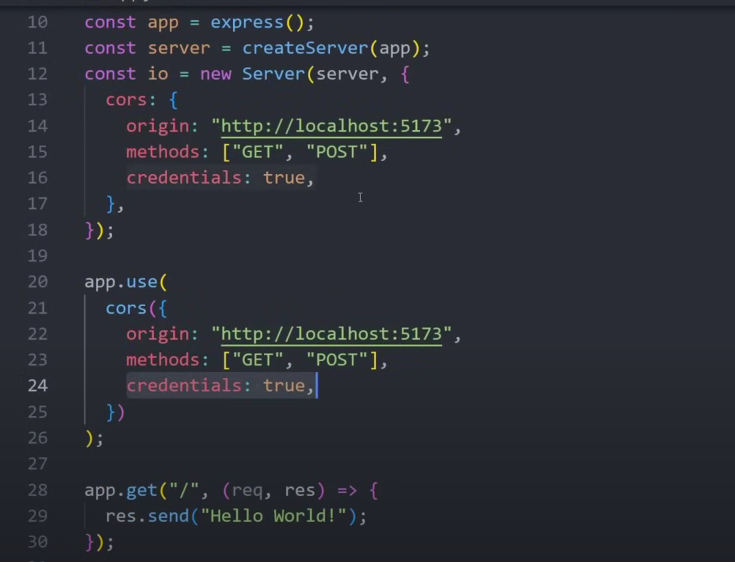 10 const app = express();
11 const server = createServer(app);
12 const io = new Server(server, {
13   cors: {
14     origin: "http://localhost:5173",
15     methods: ["GET", "POST"],
16     credentials: true,
17   },
18 });
19
20 app.use(
21   cors({
22     origin: "http://localhost:5173",
23     methods: ["GET", "POST"],
24     credentials: true,
25   })
26 );
27
28 app.get("/", (req, res) => {
29   res.send("Hello World!");
30 });